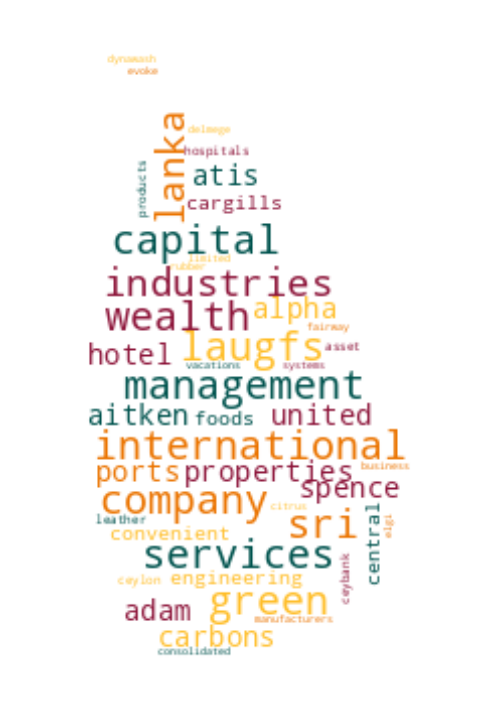 dynawash
evoke
lanka
delmege
hospitals
products
atis
cargills
capital
limited
rubber
industries
wealth
alpha
fairway
hotel
laugfs
asset
vacations
systems
management
aitken
foods
united
international
ports
properties
business
spence
company
citrus
leather
sri
elgi
convenient
central
services
ceybank
ceylon
engineering
green
adam
manufacturers
carbons
consolidated